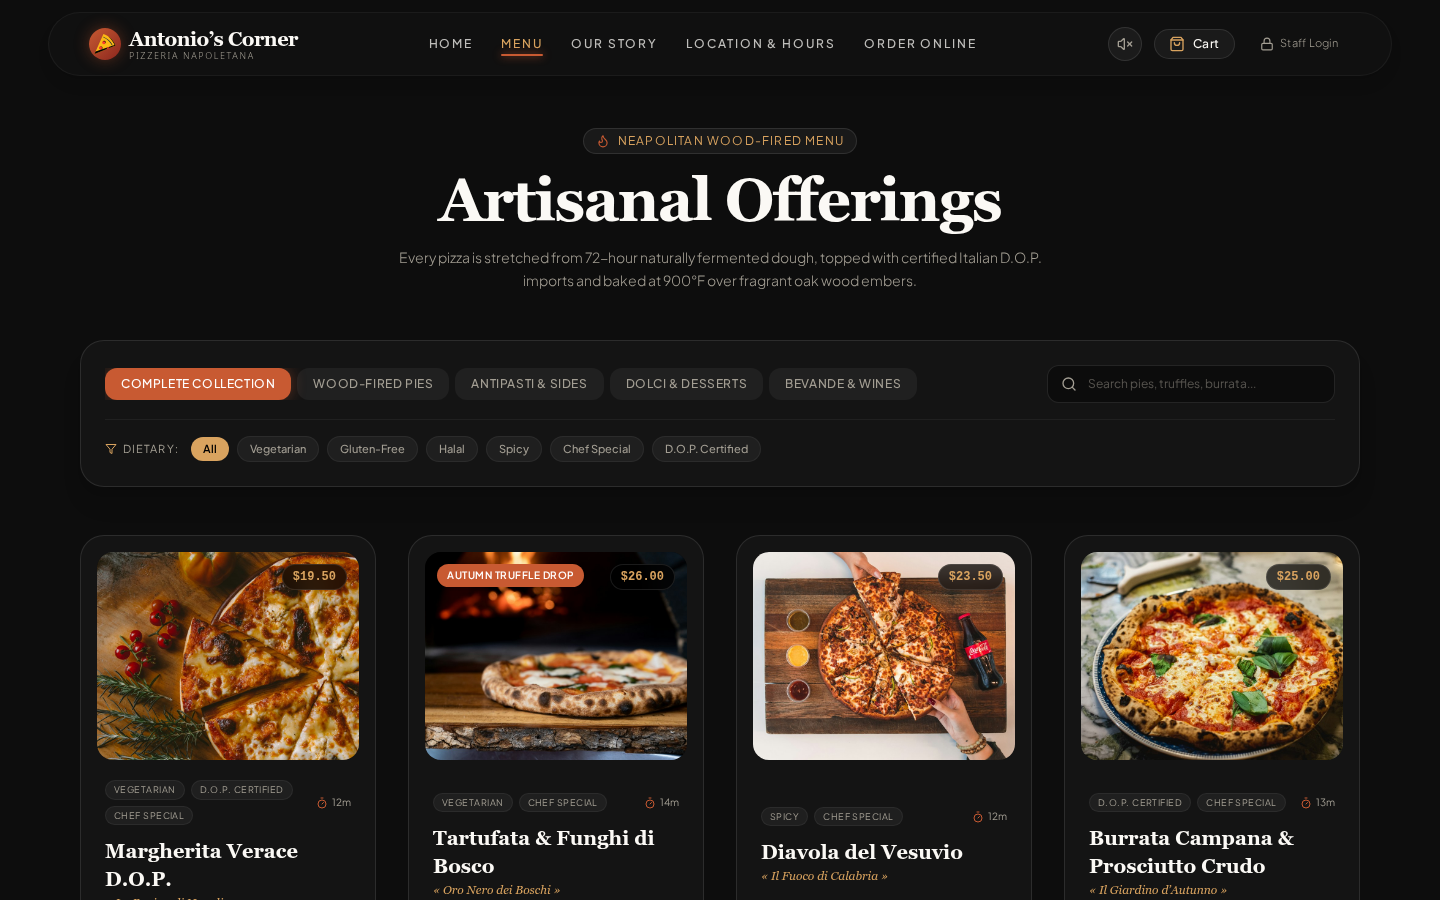 Antonio's Corner
PIZZERIA NAPOLETANA
HOME
MENU
OUR STORY
LOCATION & HOURS
ORDER ONLINE
Cart
Staff Login
NEAPOLITAN WOOD-FIRED MENU
Artisanal Offerings
Every pizza is stretched from 72-hour naturally fermented dough, topped with certified Italian D.O.P.
imports and baked at 900°F over fragrant oak wood embers.
COMPLETE COLLECTION
WOOD-FIRED PIES
ANTIPASTI & SIDES
DOLCI & DESSERTS
BEVANDE & WINES
Search pies, truffles, burrata...
DIETARY:
All
Vegetarian
Gluten-Free
Halal
Spicy
Chef Special
D.O.P. Certified
$19.50
VEGETARIAN
D.O.P. CERTIFIED
CHEF SPECIAL
12m
Margherita Verace
D.O.P.
AUTUMN TRUFFLE DROP
$26.00
VEGETARIAN
CHEF SPECIAL
14m
Tartufata & Funghi di
Bosco
« Oro Nero dei Boschi »
$23.50
SPICY
CHEF SPECIAL
12m
Diavola del Vesuvio
« Il Fuoco di Calabria »
$25.00
D.O.P. CERTIFIED
CHEF SPECIAL
13m
Burrata Campana &
Prosciutto Crudo
« Il Giardino d'Autunno »